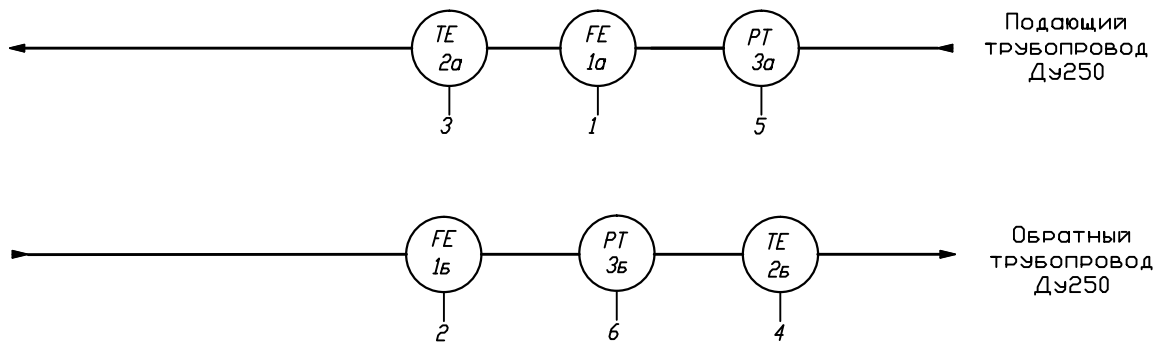 TE FE PT
2а 1а 3а
Подающий
трубопровод
Ду250
3 1 5
FE PT TE
1Б 3Б 2Б
Обратный
трубопровод
Ду250
2 6 4